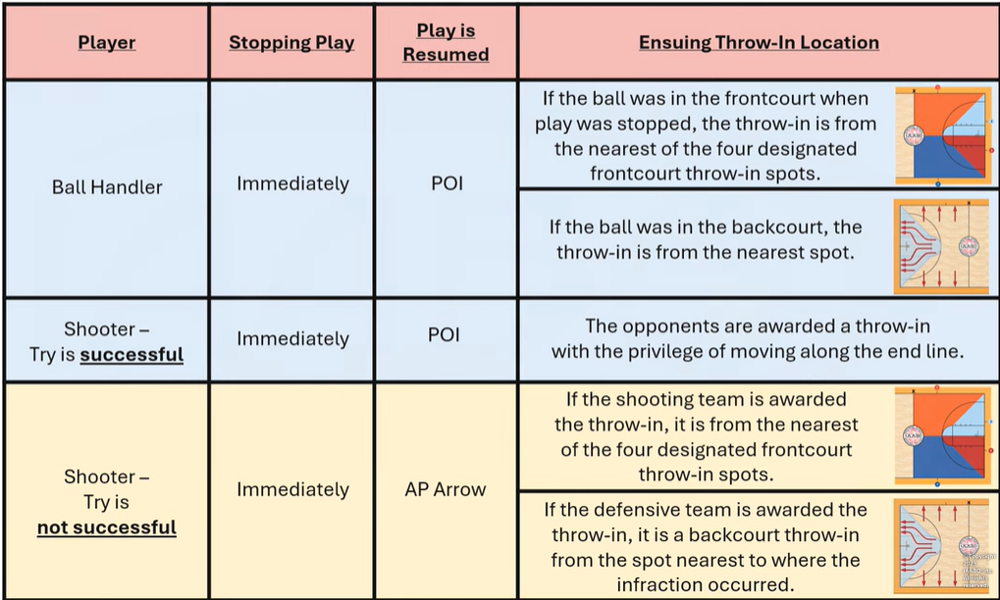 Player
Stopping Play
Play is
Resumed
Ensuing Throw-In Location
Ball Handler
Immediately
POI
If the ball was in the frontcourt when
play was stopped, the throw-in is from
the nearest of the four designated
frontcourt throw-in spots.
If the ball was in the backcourt, the
throw-in is from the nearest spot.
Shooter –
Try is successful
Immediately
POI
The opponents are awarded a throw-in
with the privilege of moving along the end line.
Shooter –
Try is
not successful
Immediately
AP Arrow
If the shooting team is awarded
the throw-in, it is from the nearest
of the four designated frontcourt
throw-in spots.
If the defensive team is awarded the
throw-in, it is a backcourt throw-in
from the spot nearest to where the
infraction occurred.